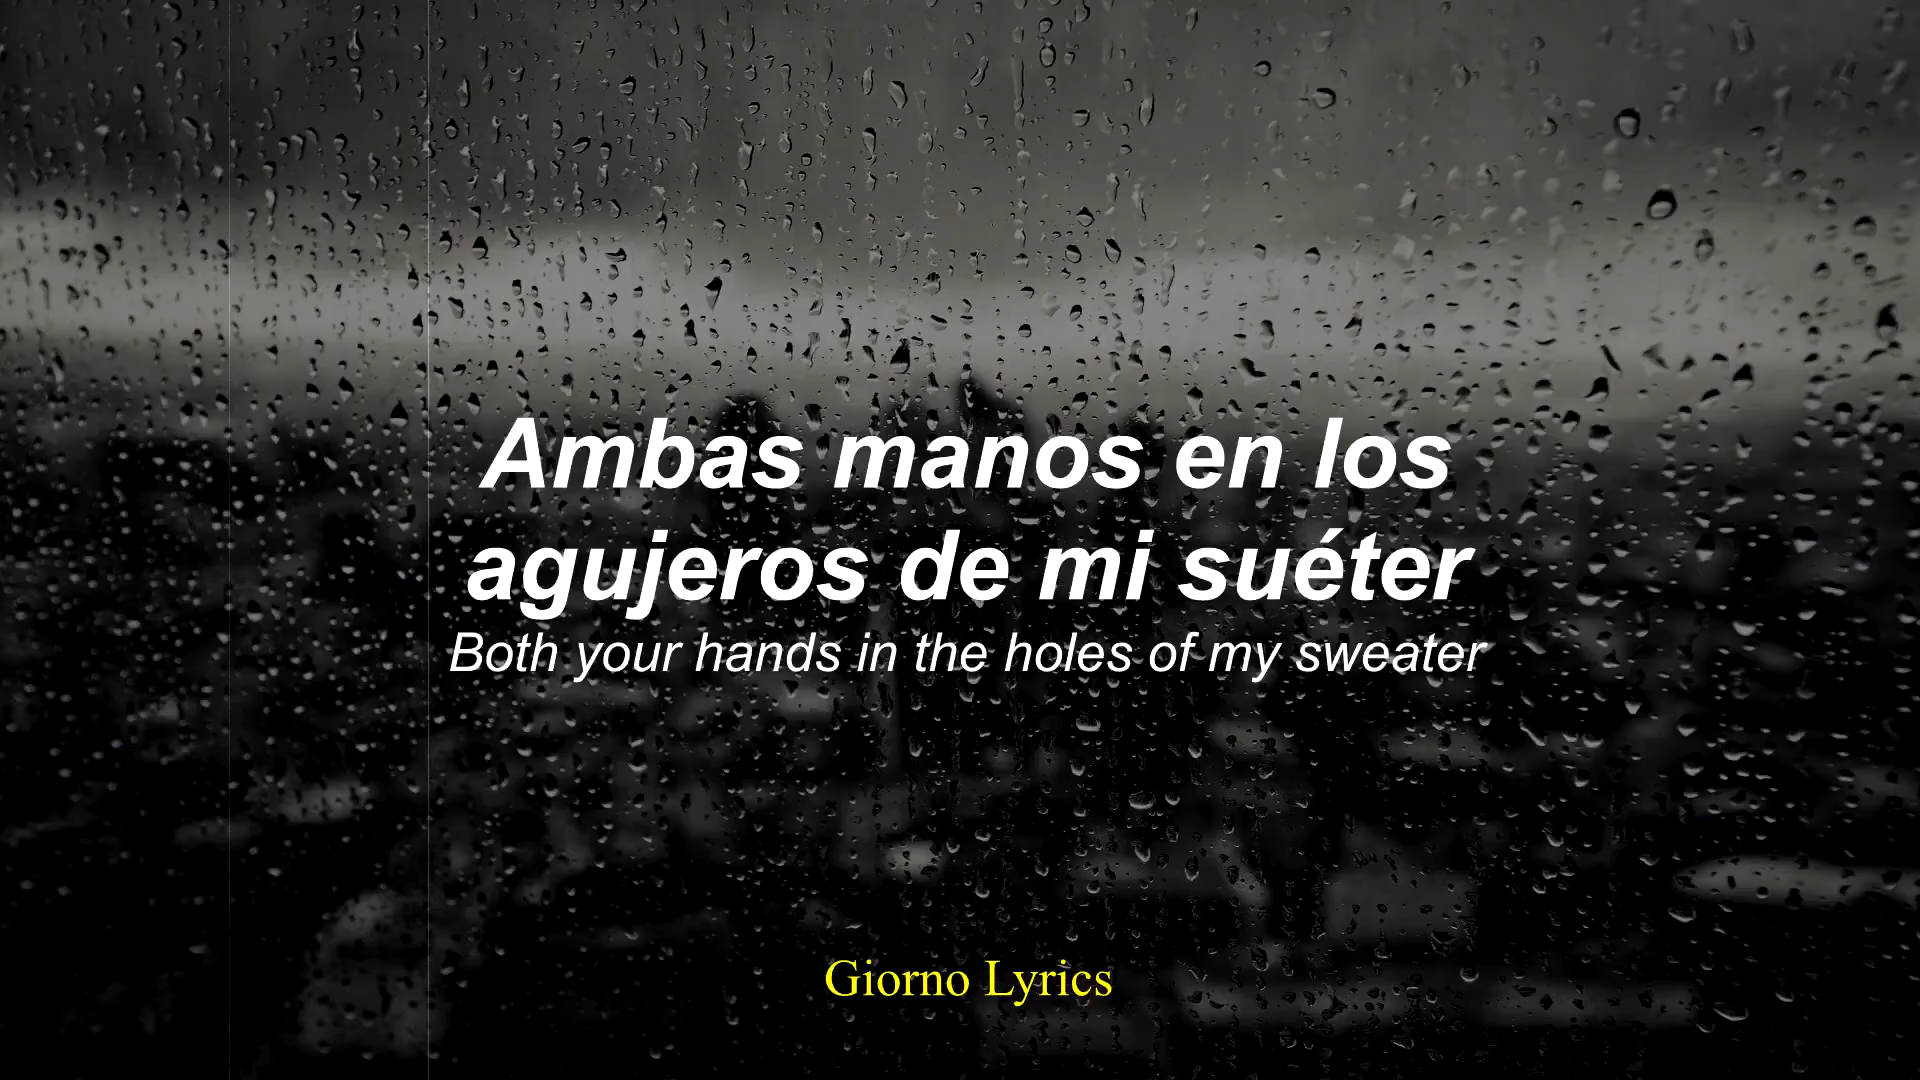 Ambas manos en los
agujeros de mi suéter
Both your hands in the holes of my sweater
Giorno Lyrics